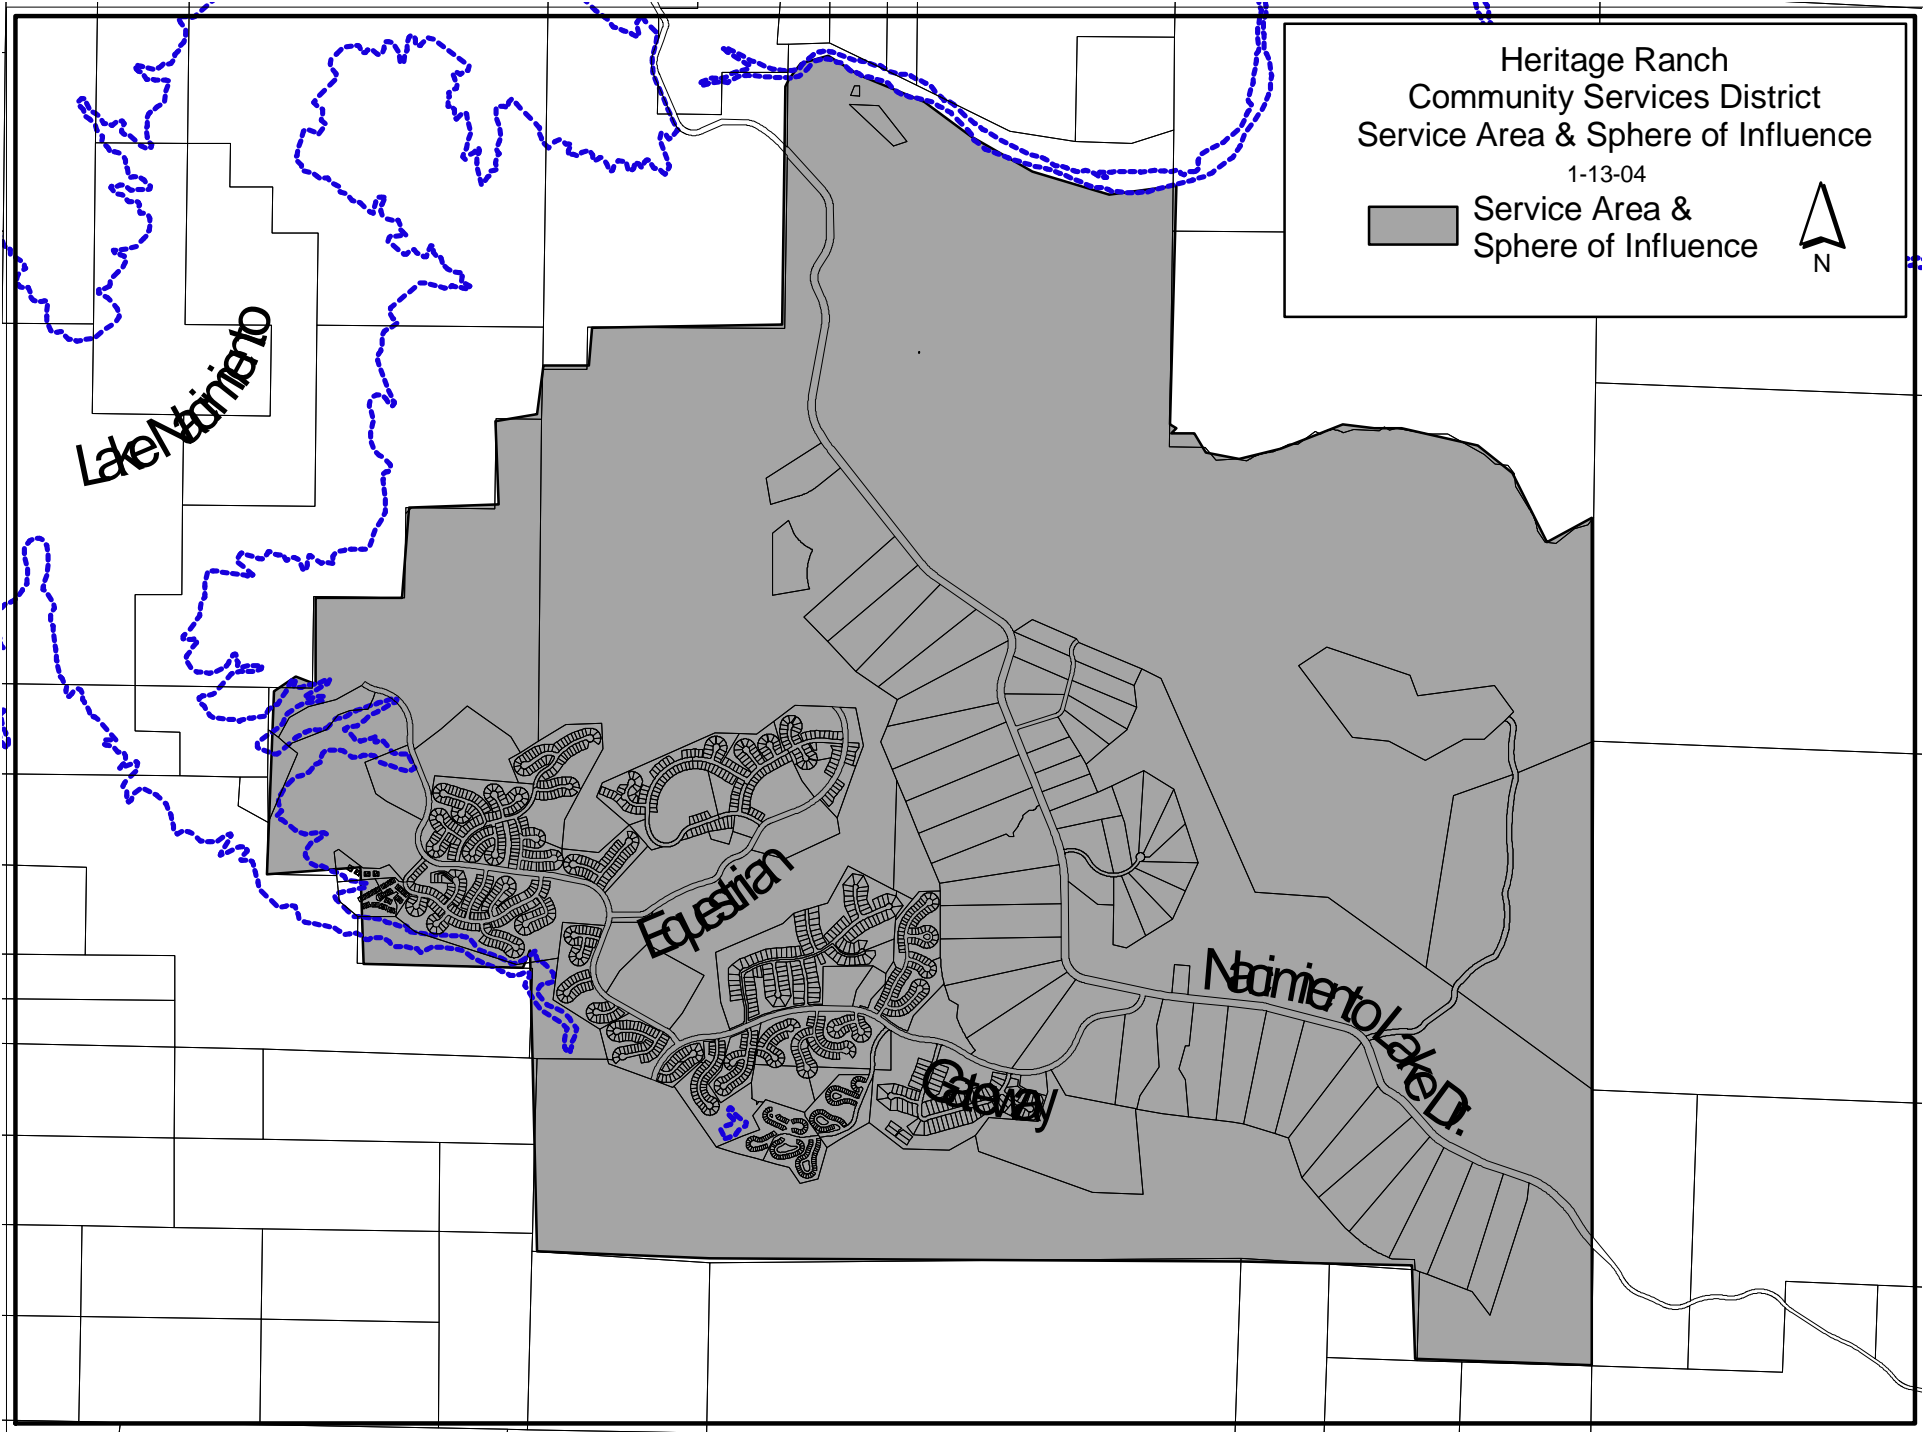 Heritage Ranch
Community Services District
Service Area & Sphere of Influence
1-13-04
Service Area &
Sphere of Influence
N
Lake Nacimiento
Equestrian
Nacimiento Lake Dr.
Gateway